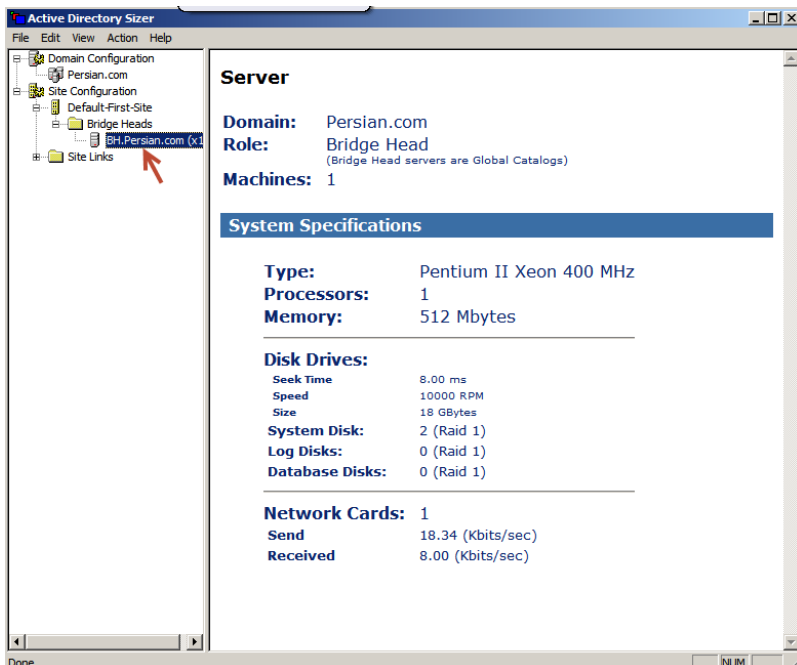 Active Directory Sizer
File Edit View Action Help
Domain Configuration
Persian.com
Site Configuration
Default-First-Site
Bridge Heads
BH.Persian.com (x1
Site Links
Server
Domain: Persian.com
Role: Bridge Head
(Bridge Head servers are Global Catalogs)
Machines: 1
System Specifications
Type: Pentium II Xeon 400 MHz
Processors: 1
Memory: 512 Mbytes
Disk Drives:
Seek Time 8.00 ms
Speed 10000 RPM
Size 18 GBytes
System Disk: 2 (Raid 1)
Log Disks: 0 (Raid 1)
Database Disks: 0 (Raid 1)
Network Cards: 1
Send 18.34 (Kbits/sec)
Received 8.00 (Kbits/sec)
Done NUM